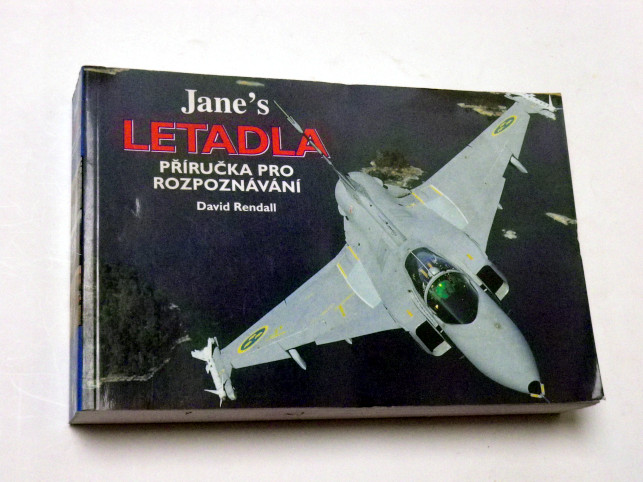 Jane's
LETADLA
PŘÍRUČKA PRO
ROZPOZNÁVÁNÍ
David Rendall